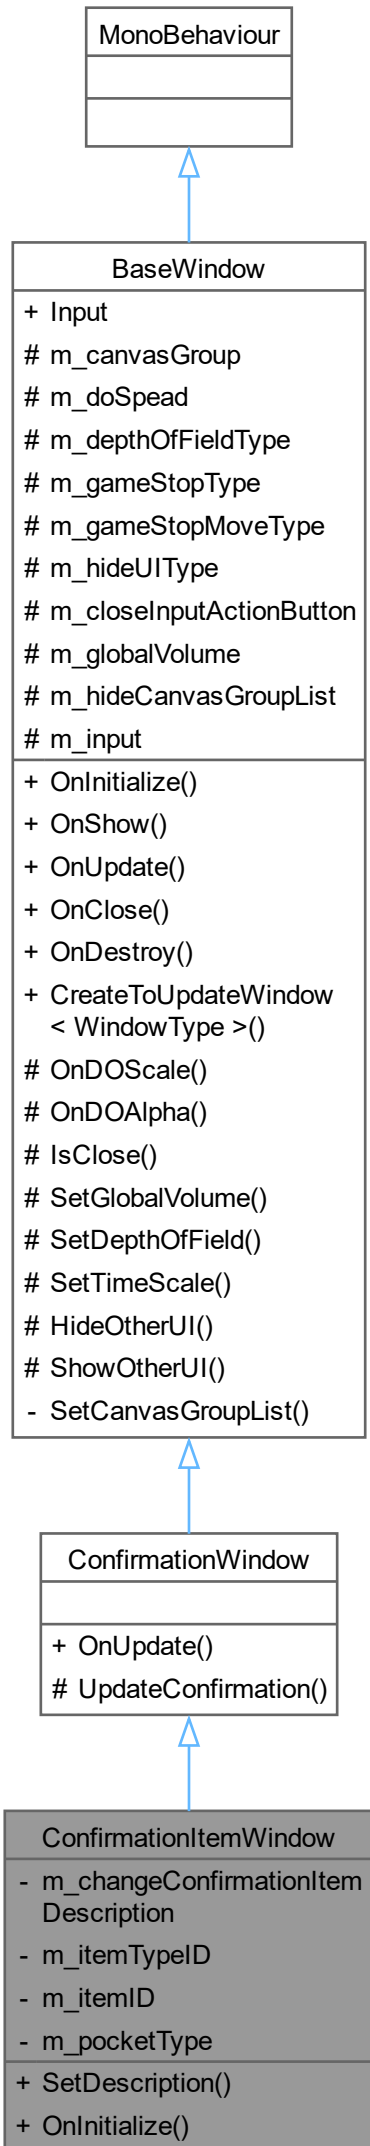 MonoBehaviour
BaseWindow
+ Input
# m_canvasGroup
# m_doSpead
# m_depthOfFieldType
# m_gameStopType
# m_gameStopMoveType
# m_hideUIType
# m_closeInputActionButton
# m_globalVolume
# m_hideCanvasGroupList
# m_input
+ OnInitialize()
+ OnShow()
+ OnUpdate()
+ OnClose()
+ OnDestroy()
+ CreateToUpdateWindow
< WindowType >()
# OnDOScale()
# OnDOAlpha()
# IsClose()
# SetGlobalVolume()
# SetDepthOfField()
# SetTimeScale()
# HideOtherUI()
# ShowOtherUI()
- SetCanvasGroupList()
ConfirmationWindow
+ OnUpdate()
# UpdateConfirmation()
ConfirmationItemWindow
- m_changeConfirmationItem
Description
- m_itemTypeID
- m_itemID
- m_pocketType
+ SetDescription()
+ OnInitialize()